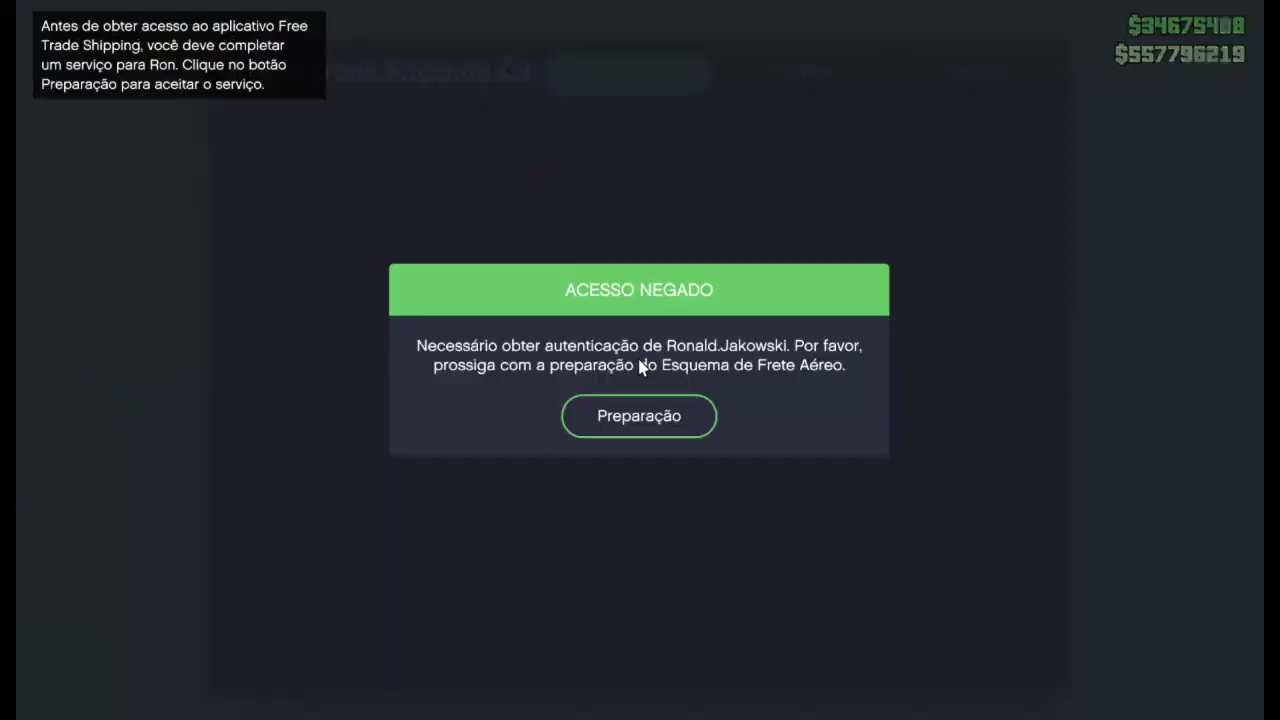 Antes de obter acesso ao aplicativo Free
Trade Shipping, você deve completar
um serviço para Ron. Clique no botão
Preparação para aceitar o serviço.
$34675408
$557796219
ACESSO NEGADO
Necessário obter autenticação de Ronald.Jakowski. Por favor,
prossiga com a preparação do Esquema de Frete Aéreo.
Preparação